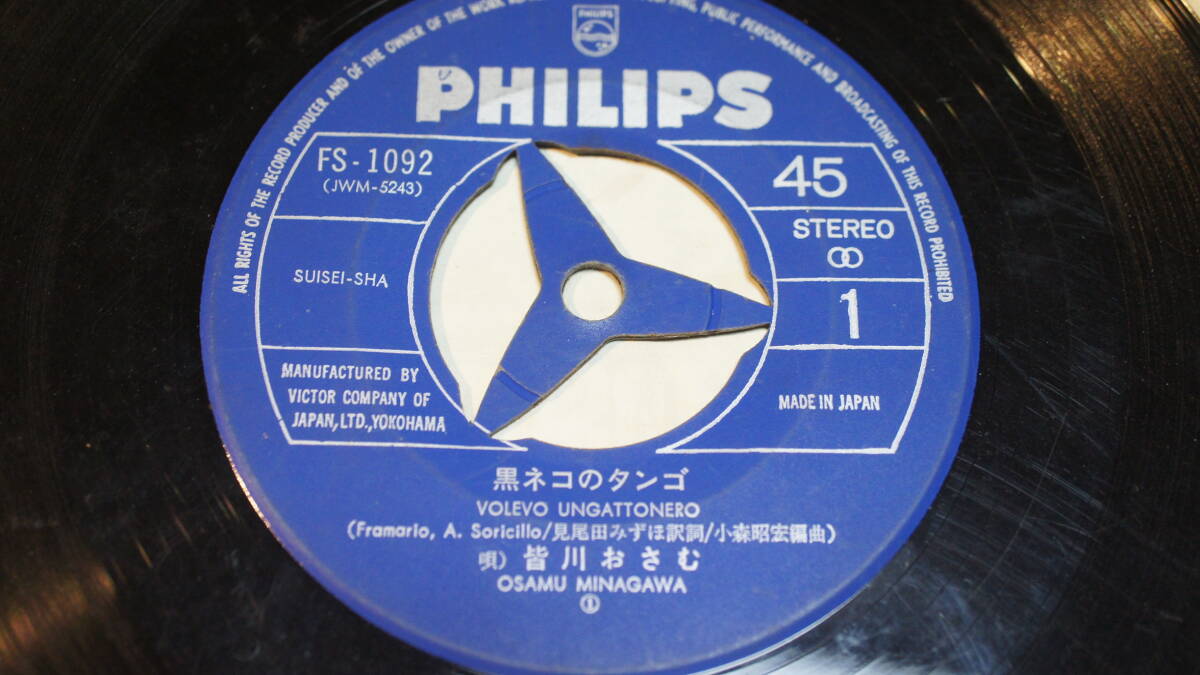 ALL RIGHTS OF THE RECORD PRODUCER AND OF THE OWNER OF THE WORK PUBLIC PERFORMANCE AND BROADCASTING OF THIS RECORD PROHIBITED
PHILIPS
PHILIPS
FS-1092
(JWM-5243)
45
STEREO
SUISEI-SHA
1
MANUFACTURED BY
VICTOR COMPANY OF
JAPAN, LTD., YOKOHAMA
MADE IN JAPAN
黒ネコのタンゴ
VOLEVO UNGATTONERO
(Framario, A. Soricillo/見尾田みずほ訳詞/小森昭宏編曲)
唄) 皆川おさむ
OSAMU MINAGAWA
①